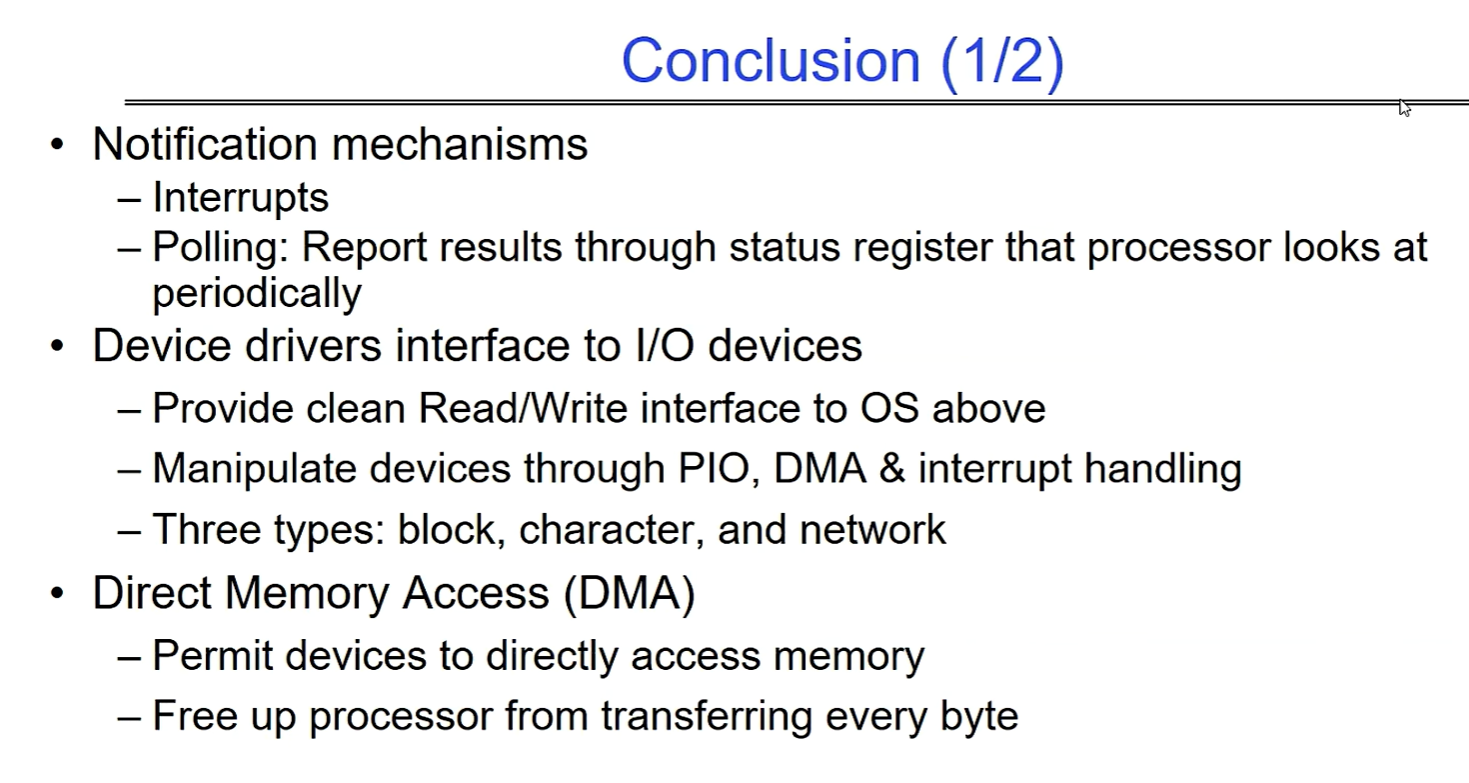 Conclusion (1/2)
• Notification mechanisms
– Interrupts
– Polling: Report results through status register that processor looks at
periodically
• Device drivers interface to I/O devices
– Provide clean Read/Write interface to OS above
– Manipulate devices through PIO, DMA & interrupt handling
– Three types: block, character, and network
• Direct Memory Access (DMA)
– Permit devices to directly access memory
– Free up processor from transferring every byte